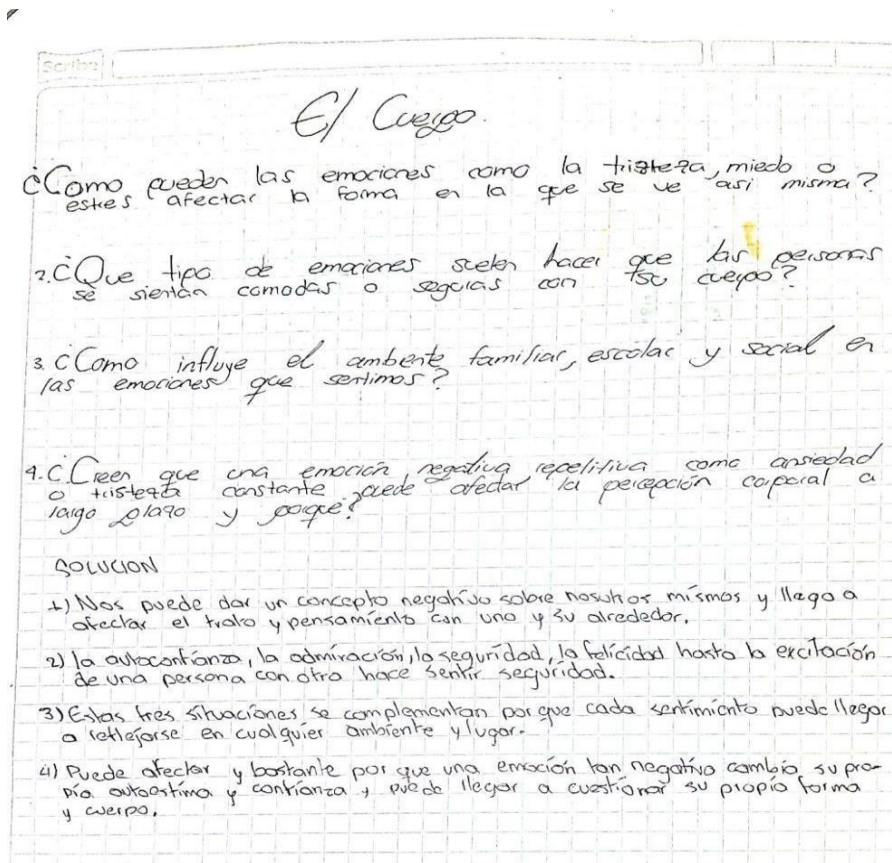 Scribe
El Cuerpo.
¿Como pueden las emociones como la tristeza, miedo o
estres afectar la forma en la que se ve asi misma?
2. ¿Que tipo de emociones suelen hacer que las personas
se sientan comodas o seguras con su cuerpo?
3. ¿Como influye el ambiente familiar, escolar y social en
las emociones que sentimos?
4. ¿Creen que una emoción negativa repetitiva como ansiedad
o tristeza constante puede afectar la percepción corporal a
largo plazo y porque?
SOLUCION
1) Nos puede dar un concepto negativo sobre nosotros mismos y llega a
afectar el trato y pensamiento con uno y su alrededor.
2) la autoconfianza, la admiración, la seguridad, la felicidad hasta la excitación
de una persona con otra hace sentir seguridad.
3) Estas tres situaciones se complementan por que cada sentimiento puede llegar
a reflejarse en cualquier ambiente y lugar.
4) Puede afectar y bastante por que una emoción tan negativa cambia su pro-
pia autoestima y confianza y puede llegar a cuestionar su propia forma
y cuerpo.